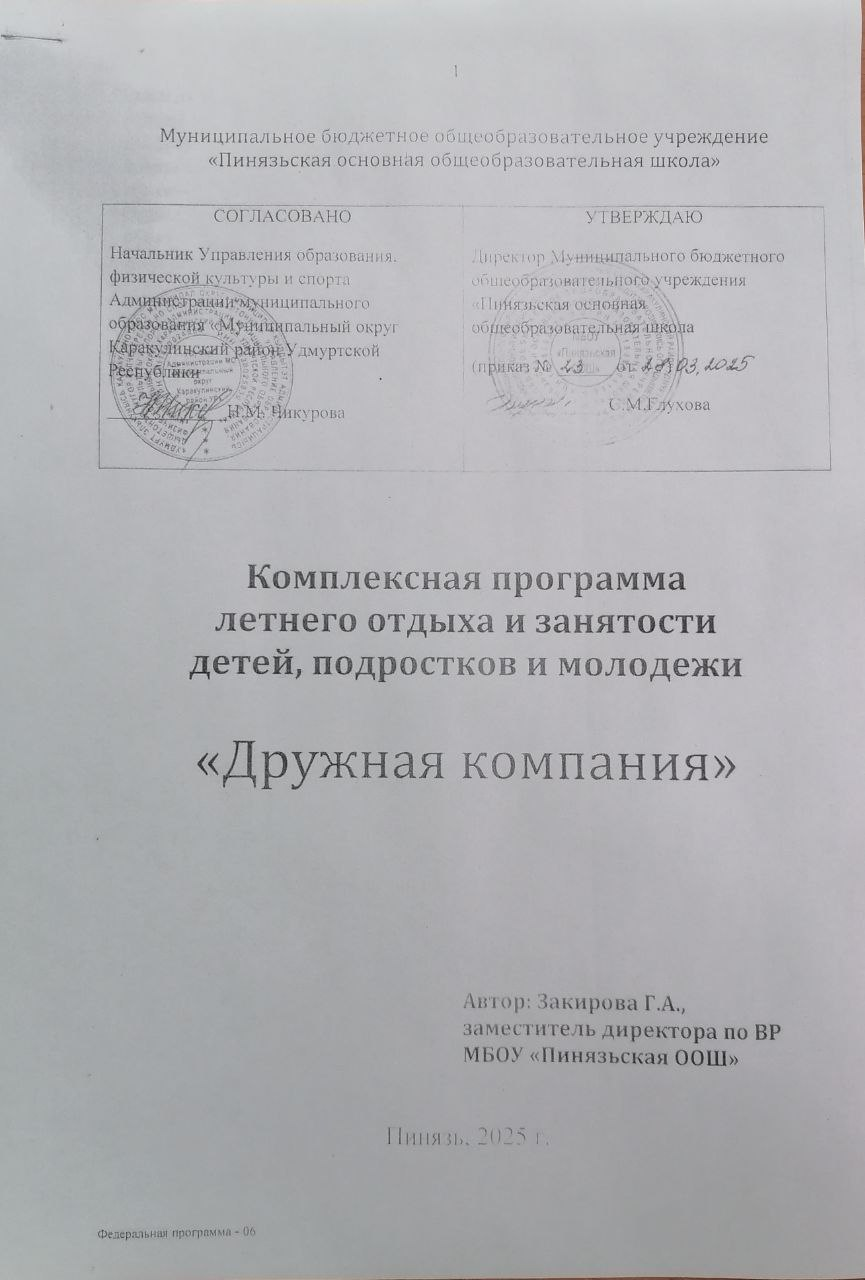 1
Муниципальное бюджетное общеобразовательное учреждение
«Пинязьская основная общеобразовательная школа»
СОГЛАСОВАНО
Начальник Управления образования,
физической культуры и спорта
Администрации муниципального
образования «Муниципальный округ
Каракулинский район Удмуртской
Республики
Н.М. Чикурова
УТВЕРЖДАЮ
Директор Муниципального бюджетного
общеобразовательного учреждения
«Пинязьская основная
общеобразовательная школа
(приказ № 23 от 28) 03.2025
С.М.Глухова
МБОУ
«Пинязьская
Комплексная программа
летнего отдыха и занятости
детей, подростков и молодежи
«Дружная компания»
Автор: Закирова Г.А.,
заместитель директора по ВР
МБОУ «Пинязьская ООШ»
Пинязь, 2025 г.
Федеральная программа - 06